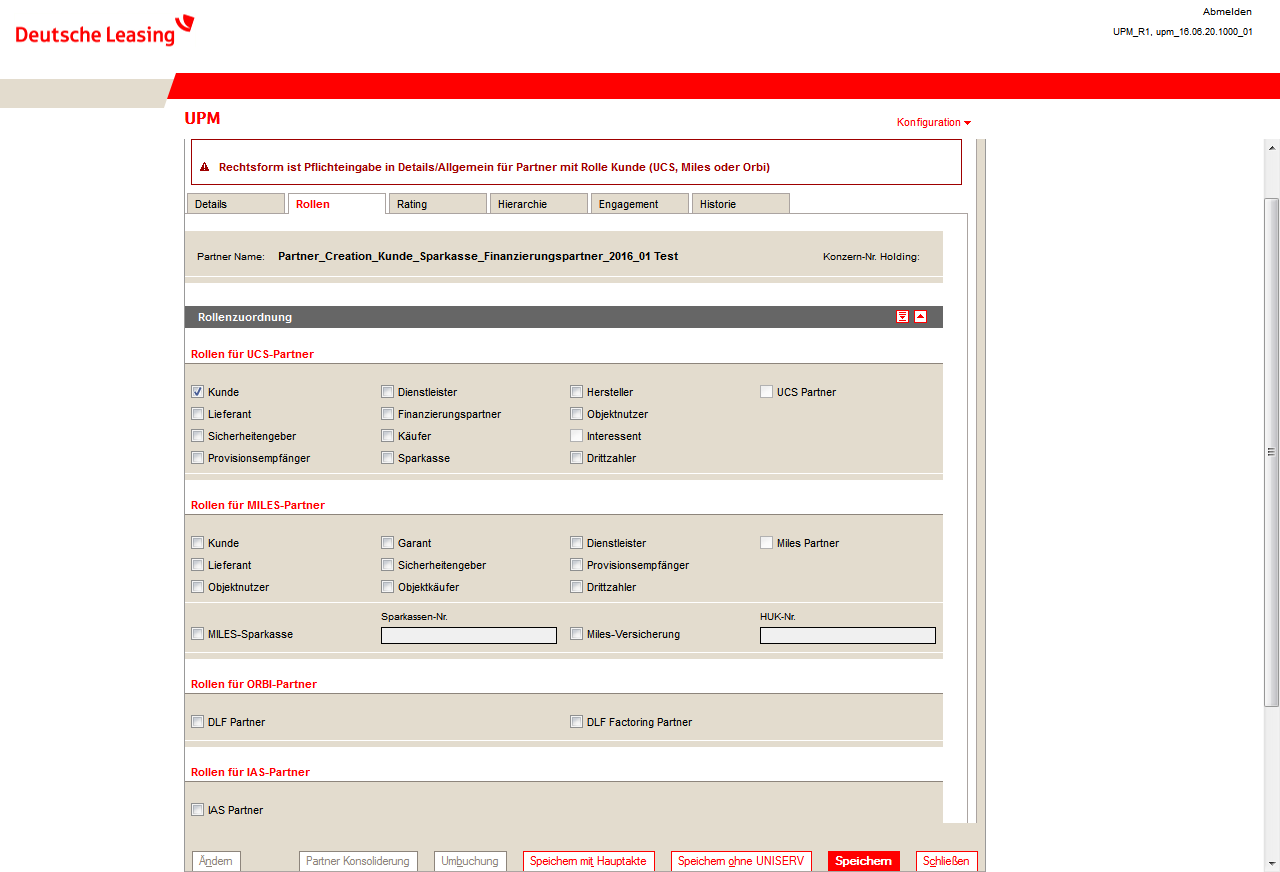 Deutsche Leasing
Abmelden
UPM_R1, upm_16.06.20.1000_01
UPM
Konfiguration
Rechtsform ist Pflichteingabe in Details/Allgemein für Partner mit Rolle Kunde (UCS, Miles oder Orbi)
Details Rollen Rating Hierarchie Engagement Historie
Partner Name: Partner_Creation_Kunde_Sparkasse_Finanzierungspartner_2016_01 Test Konzern-Nr. Holding:
Rollenzuordnung
Rollen für UCS-Partner
Kunde Dienstleister Hersteller UCS Partner
Lieferant Finanzierungspartner Objektnutzer
Sicherheitengeber Käufer Interessent
Provisionsempfänger Sparkasse Drittzahler
Rollen für MILES-Partner
Kunde Garant Dienstleister Miles Partner
Lieferant Sicherheitengeber Provisionsempfänger
Objektnutzer Objektkäufer Drittzahler
Sparkassen-Nr. HUK-Nr.
MILES-Sparkasse Miles-Versicherung
Rollen für ORBI-Partner
DLF Partner DLF Factoring Partner
Rollen für IAS-Partner
IAS Partner
Ändern Partner Konsoliderung Umbuchung Speichern mit Hauptakte Speichern ohne UNISERV Speichern Schließen